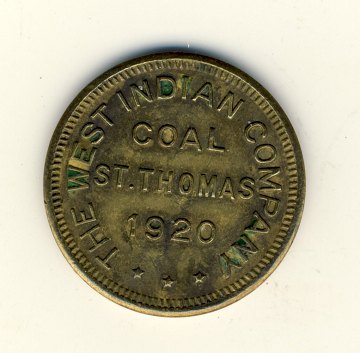 THE WEST INDIAN COMPANY
COAL
ST. THOMAS
1920